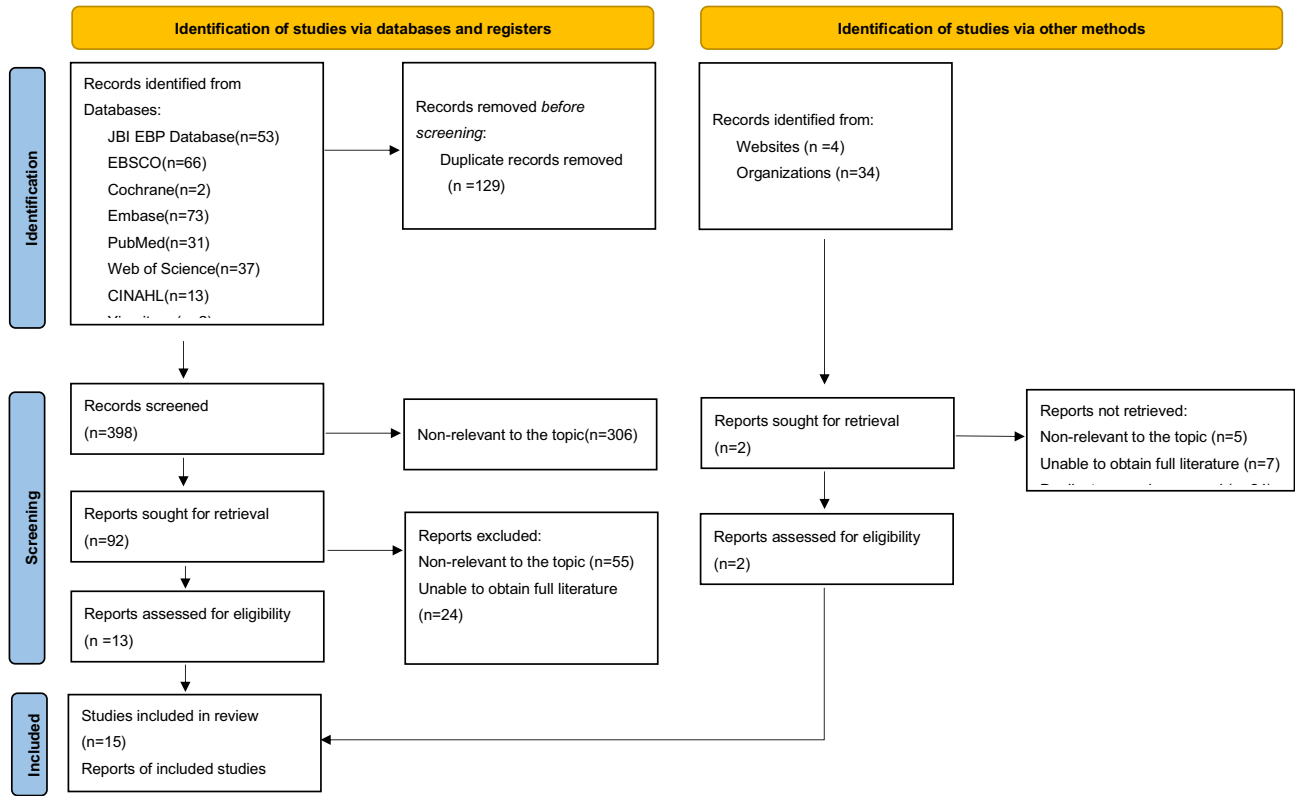 Identification of studies via databases and registers
Identification of studies via other methods
Identification
Records identified from
Databases:
JBI EBP Database(n=53)
EBSCO(n=66)
Cochrane(n=2)
Embase(n=73)
PubMed(n=31)
Web of Science(n=37)
CINAHL(n=13)
Records removed before
screening:
Duplicate records removed
(n =129)
Records identified from:
Websites (n =4)
Organizations (n=34)
Screening
Records screened
(n=398)
Non-relevant to the topic(n=306)
Reports sought for retrieval
(n=92)
Reports excluded:
Non-relevant to the topic (n=55)
Unable to obtain full literature
(n=24)
Reports assessed for eligibility
(n =13)
Reports sought for retrieval
(n=2)
Reports not retrieved:
Non-relevant to the topic (n=5)
Unable to obtain full literature (n=7)
Reports assessed for eligibility
(n=2)
Included
Studies included in review
(n=15)
Reports of included studies